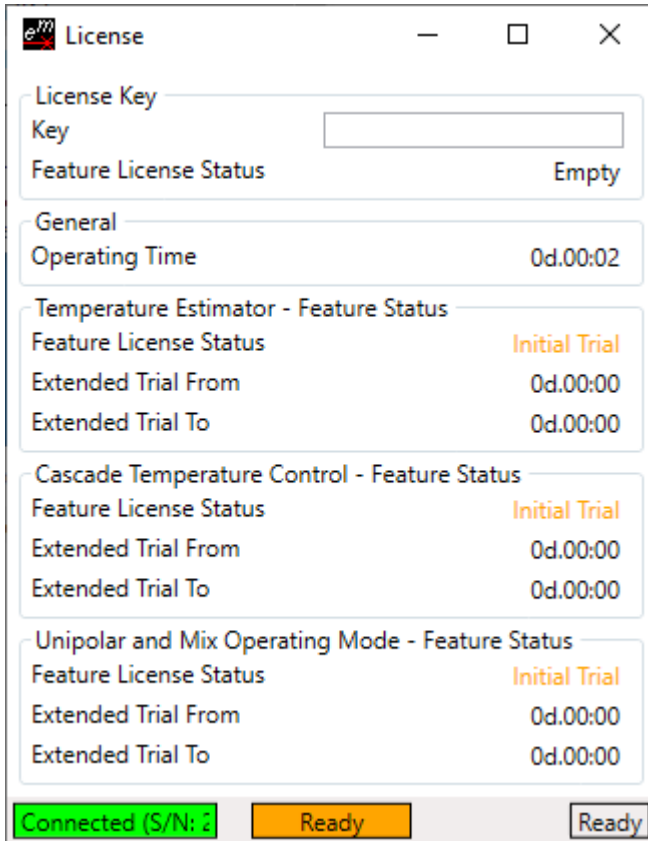 em License
License Key
Key
Feature License Status Empty
General
Operating Time 0d.00:02
Temperature Estimator - Feature Status
Feature License Status Initial Trial
Extended Trial From 0d.00:00
Extended Trial To 0d.00:00
Cascade Temperature Control - Feature Status
Feature License Status Initial Trial
Extended Trial From 0d.00:00
Extended Trial To 0d.00:00
Unipolar and Mix Operating Mode - Feature Status
Feature License Status Initial Trial
Extended Trial From 0d.00:00
Extended Trial To 0d.00:00
Connected (S/N: Ready Ready